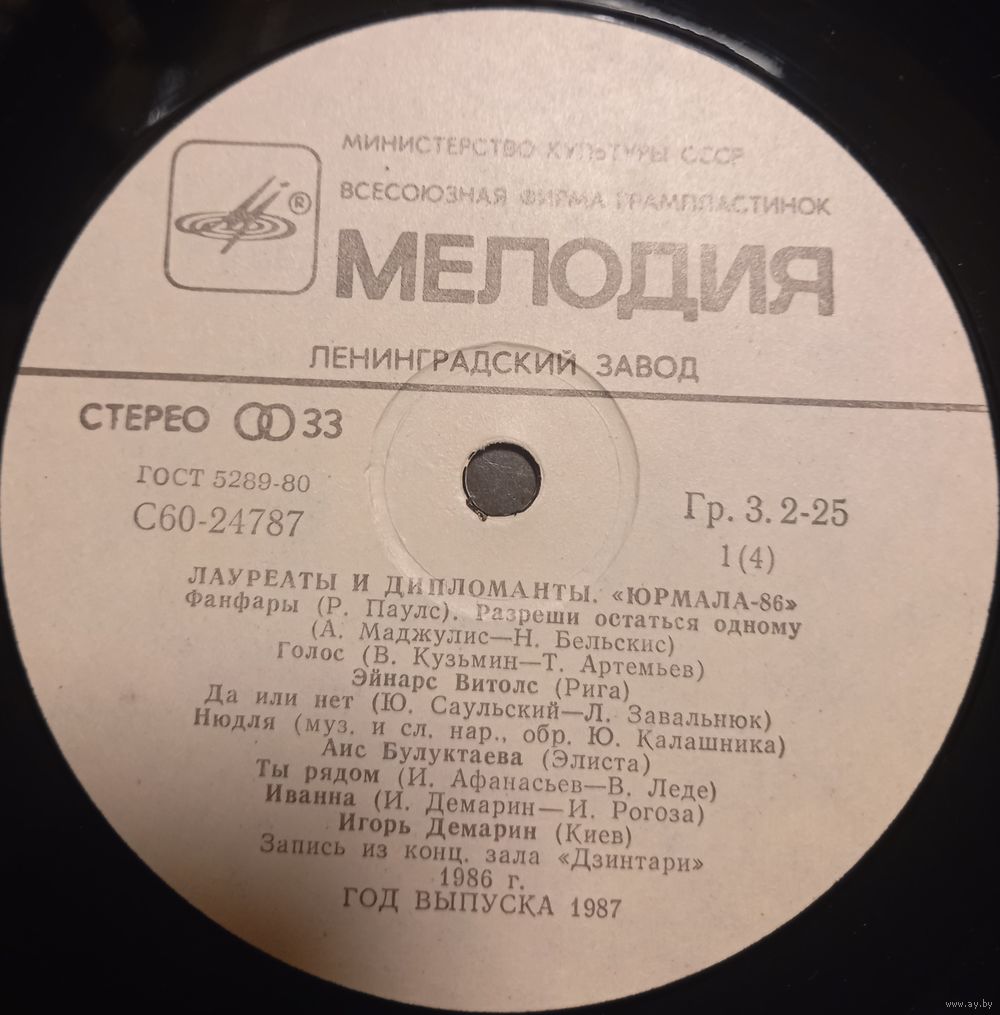 МИНИСТЕРСТВО КУЛЬТУРЫ СССР
ВСЕСОЮЗНАЯ ФИРМА ГРАМПЛАСТИНОК
®
МЕЛОДИЯ
ЛЕНИНГРАДСКИЙ ЗАВОД
СТЕРЕО 33
ГОСТ 5289-80
С60-24787
Гр. 3. 2-25
1 (4)
ЛАУРЕАТЫ И ДИПЛОМАНТЫ. «ЮРМАЛА-86»
Фанфары (Р. Паулс). Разреши остаться одному
(А. Маджулис—Н. Бельскис)
Голос (В. Кузьмин—Т. Артемьев)
Эйнарс Витолс (Рига)
Да или нет (Ю. Саульский—Л. Завальнюк)
Нюдля (муз. и сл. нар., обр. Ю. Калашника)
Аис Булуктаева (Элиста)
Ты рядом (И. Афанасьев—В. Леде)
Иванна (И. Демарин—И. Рогоза)
Игорь Демарин (Киев)
Запись из конц. зала «Дзинтари»
1986 г.
ГОД ВЫПУСКА 1987
www.ay.by